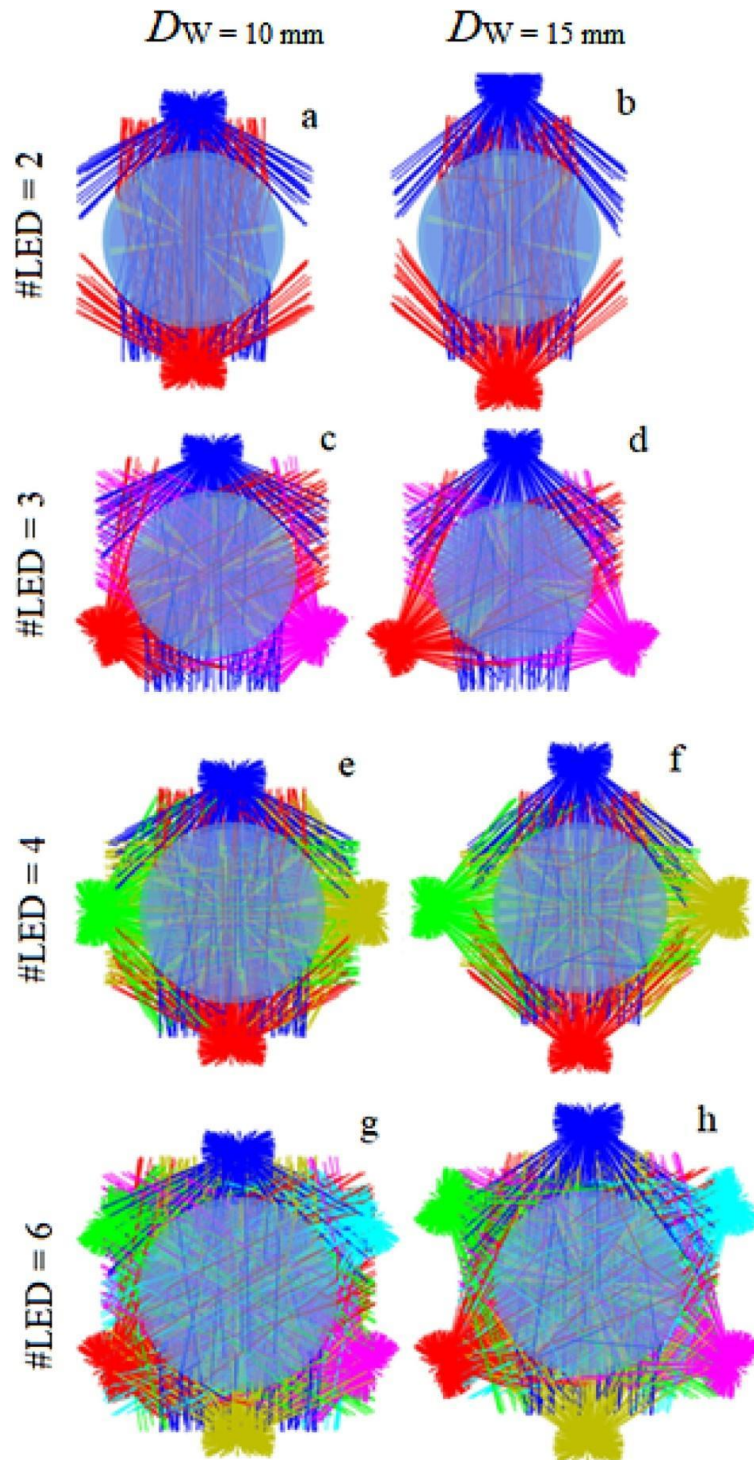 DW = 10 mm DW = 15 mm
a b
#LED = 2
c d
#LED = 3
e f
#LED = 4
g h
#LED = 6